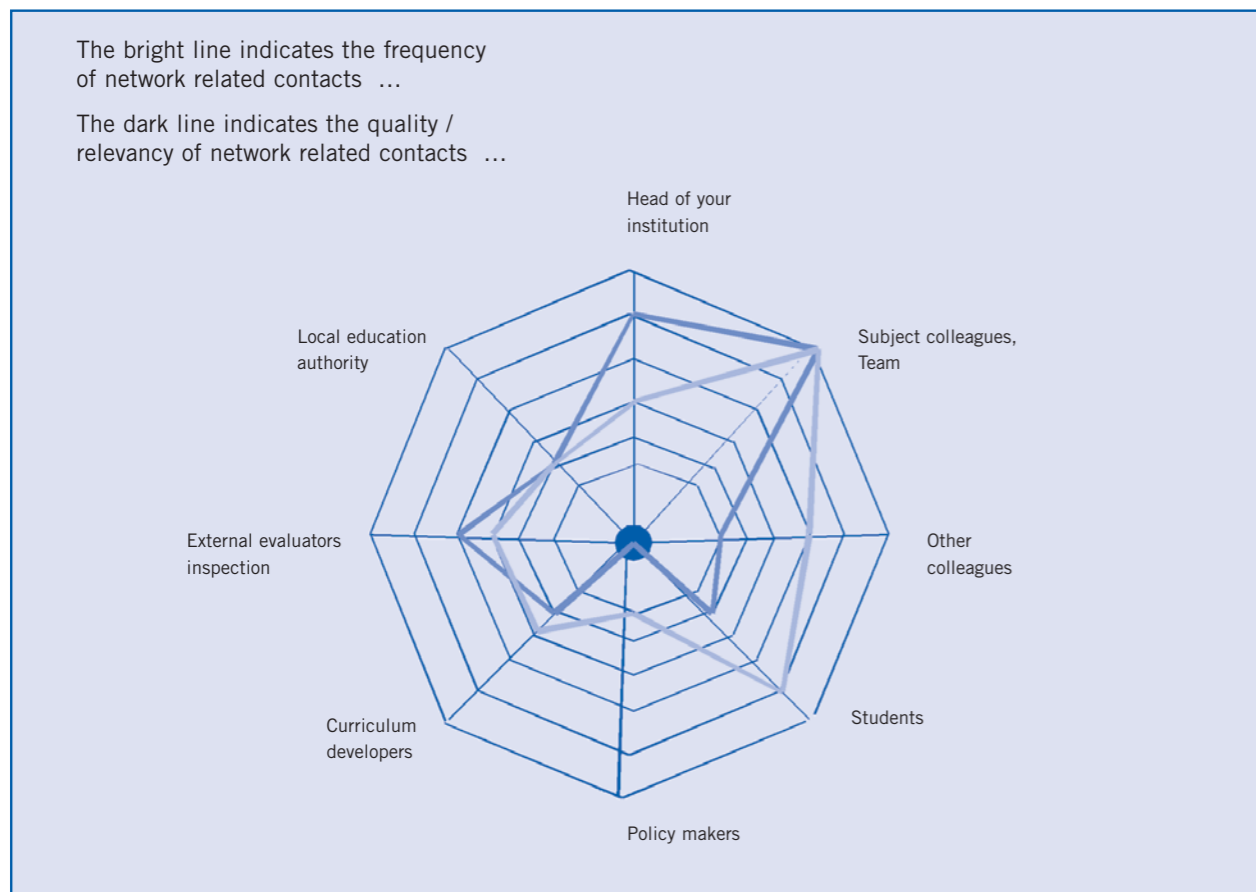 The bright line indicates the frequency
of network related contacts ...
The dark line indicates the quality /
relevancy of network related contacts ...
Head of your
institution
Local education
authority
Subject colleagues,
Team
External evaluators
inspection
Other
colleagues
Curriculum
developers
Students
Policy makers